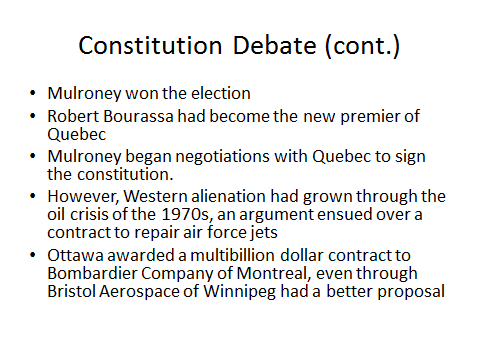 Constitution Debate (cont.)
• Mulroney won the election
• Robert Bourassa had become the new premier of
Quebec
• Mulroney began negotiations with Quebec to sign
the constitution.
• However, Western alienation had grown through the
oil crisis of the 1970s, an argument ensued over a
contract to repair air force jets
• Ottawa awarded a multibillion dollar contract to
Bombardier Company of Montreal, even through
Bristol Aerospace of Winnipeg had a better proposal